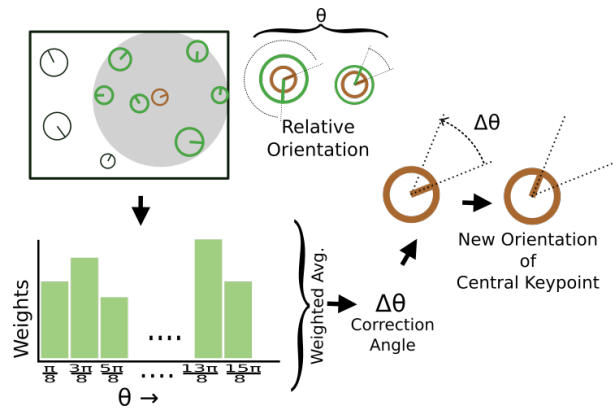 θ
Relative
Orientation
Δθ
New Orientation
of
Central Keypoint
Weights
....
π/8 3π/8 5π/8 .... 13π/8 15π/8
θ →
Weighted Avg.
Δθ
Correction
Angle